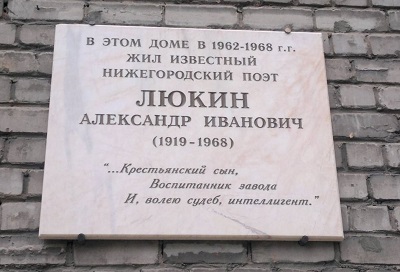 В ЭТОМ ДОМЕ В 1962-1968 г.г.
ЖИЛ ИЗВЕСТНЫЙ
НИЖЕГОРОДСКИЙ ПОЭТ
ЛЮКИН
АЛЕКСАНДР ИВАНОВИЧ
(1919-1968)
"...Крестьянский сын,
Воспитанник завода
И, волею судеб, интеллигент."